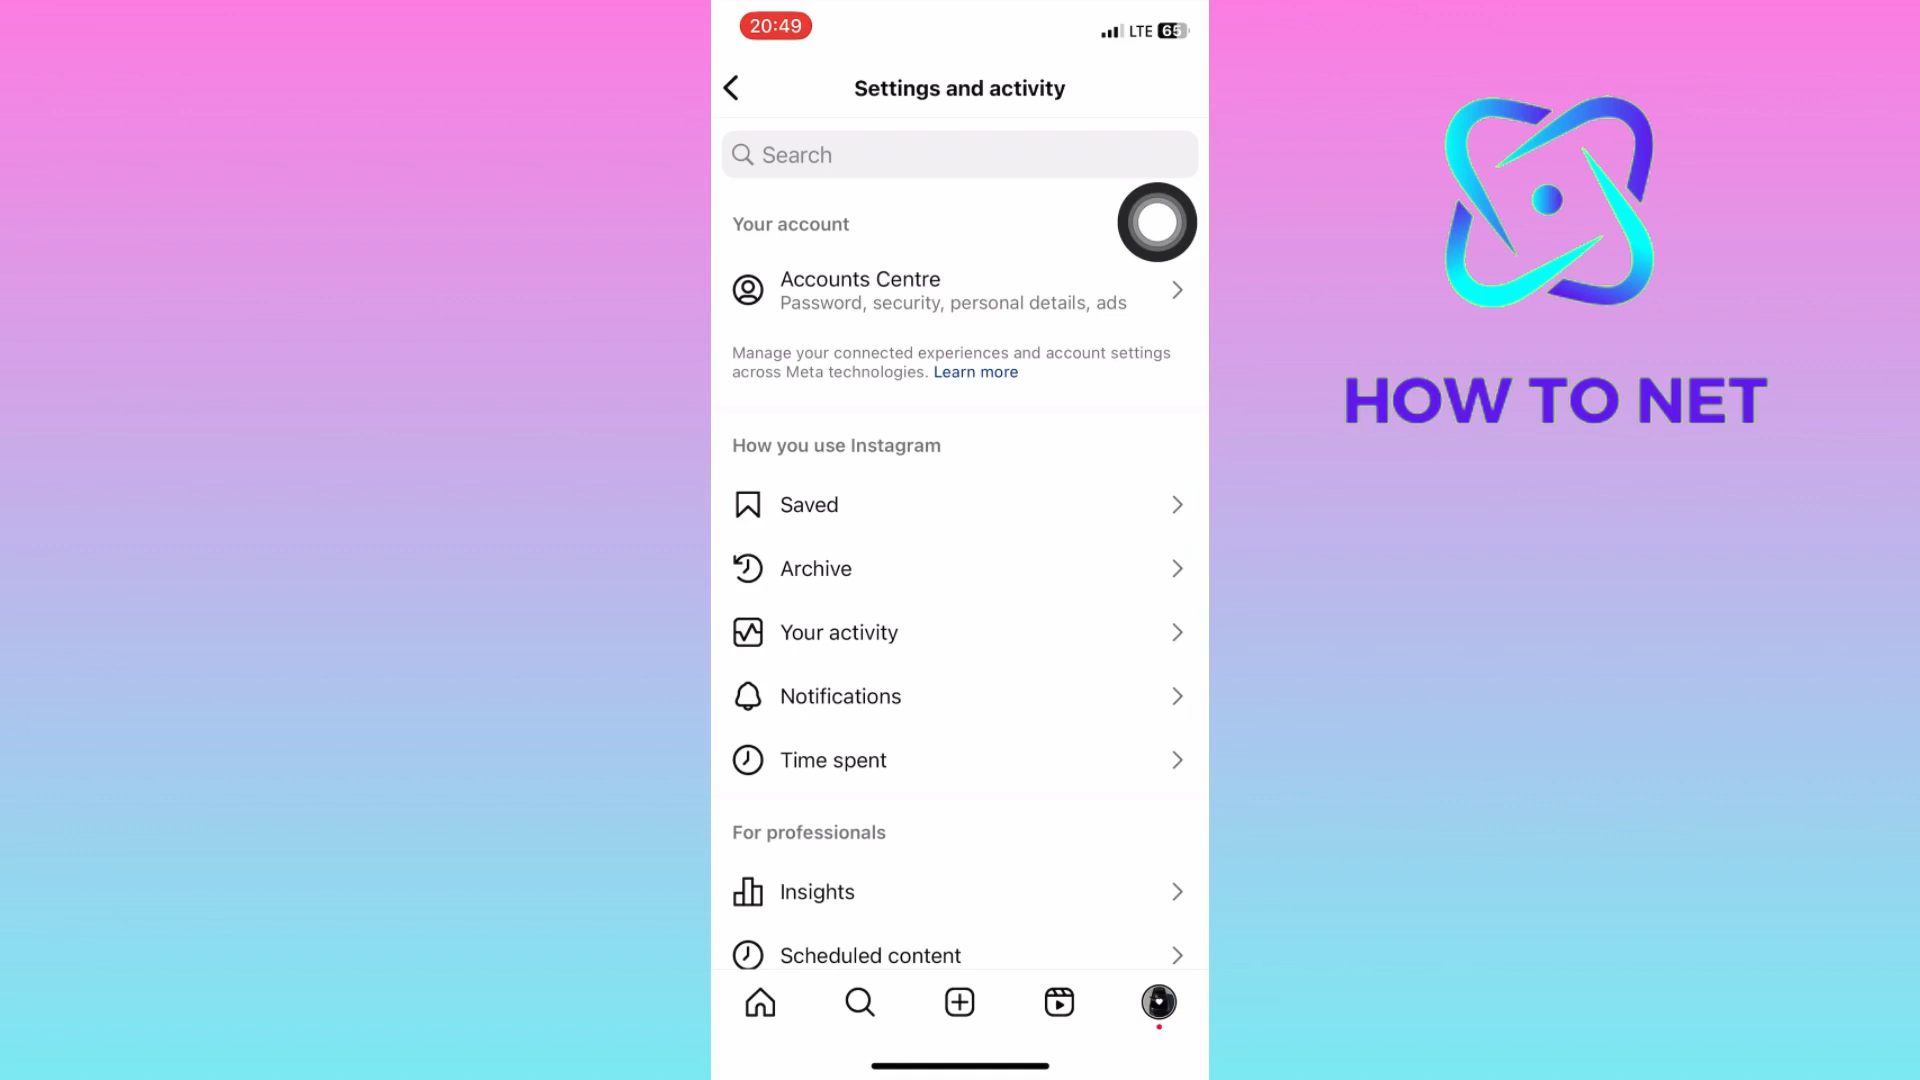 20:49
LTE 65
Settings and activity
Search
Your account
Accounts Centre
Password, security, personal details, ads
Manage your connected experiences and account settings
across Meta technologies. Learn more
How you use Instagram
Saved
Archive
Your activity
Notifications
Time spent
For professionals
Insights
Scheduled content
HOW TO NET